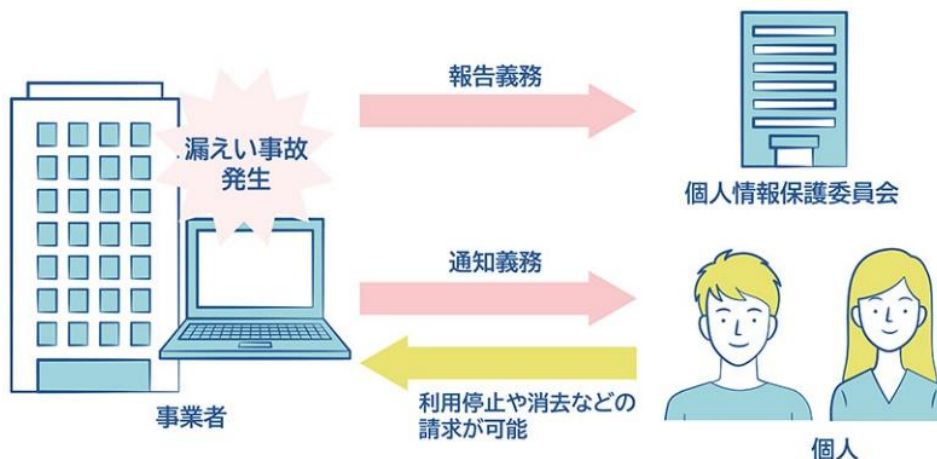 報告義務
漏えい事故
発生
個人情報保護委員会
通知義務
利用停止や消去などの
請求が可能
事業者
個人